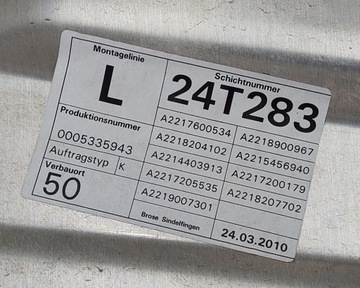 Montagelinie
L
Schichtnummer
24T283
Produktionsnummer
0005335943
Auftragstyp K
Verbauort
50
A2217600534 A2218900967
A2218204102 A2215456940
A2214403913 A2217200179
A2217205535 A2218207702
A2219007301
Brose Sindelfingen
24.03.2010